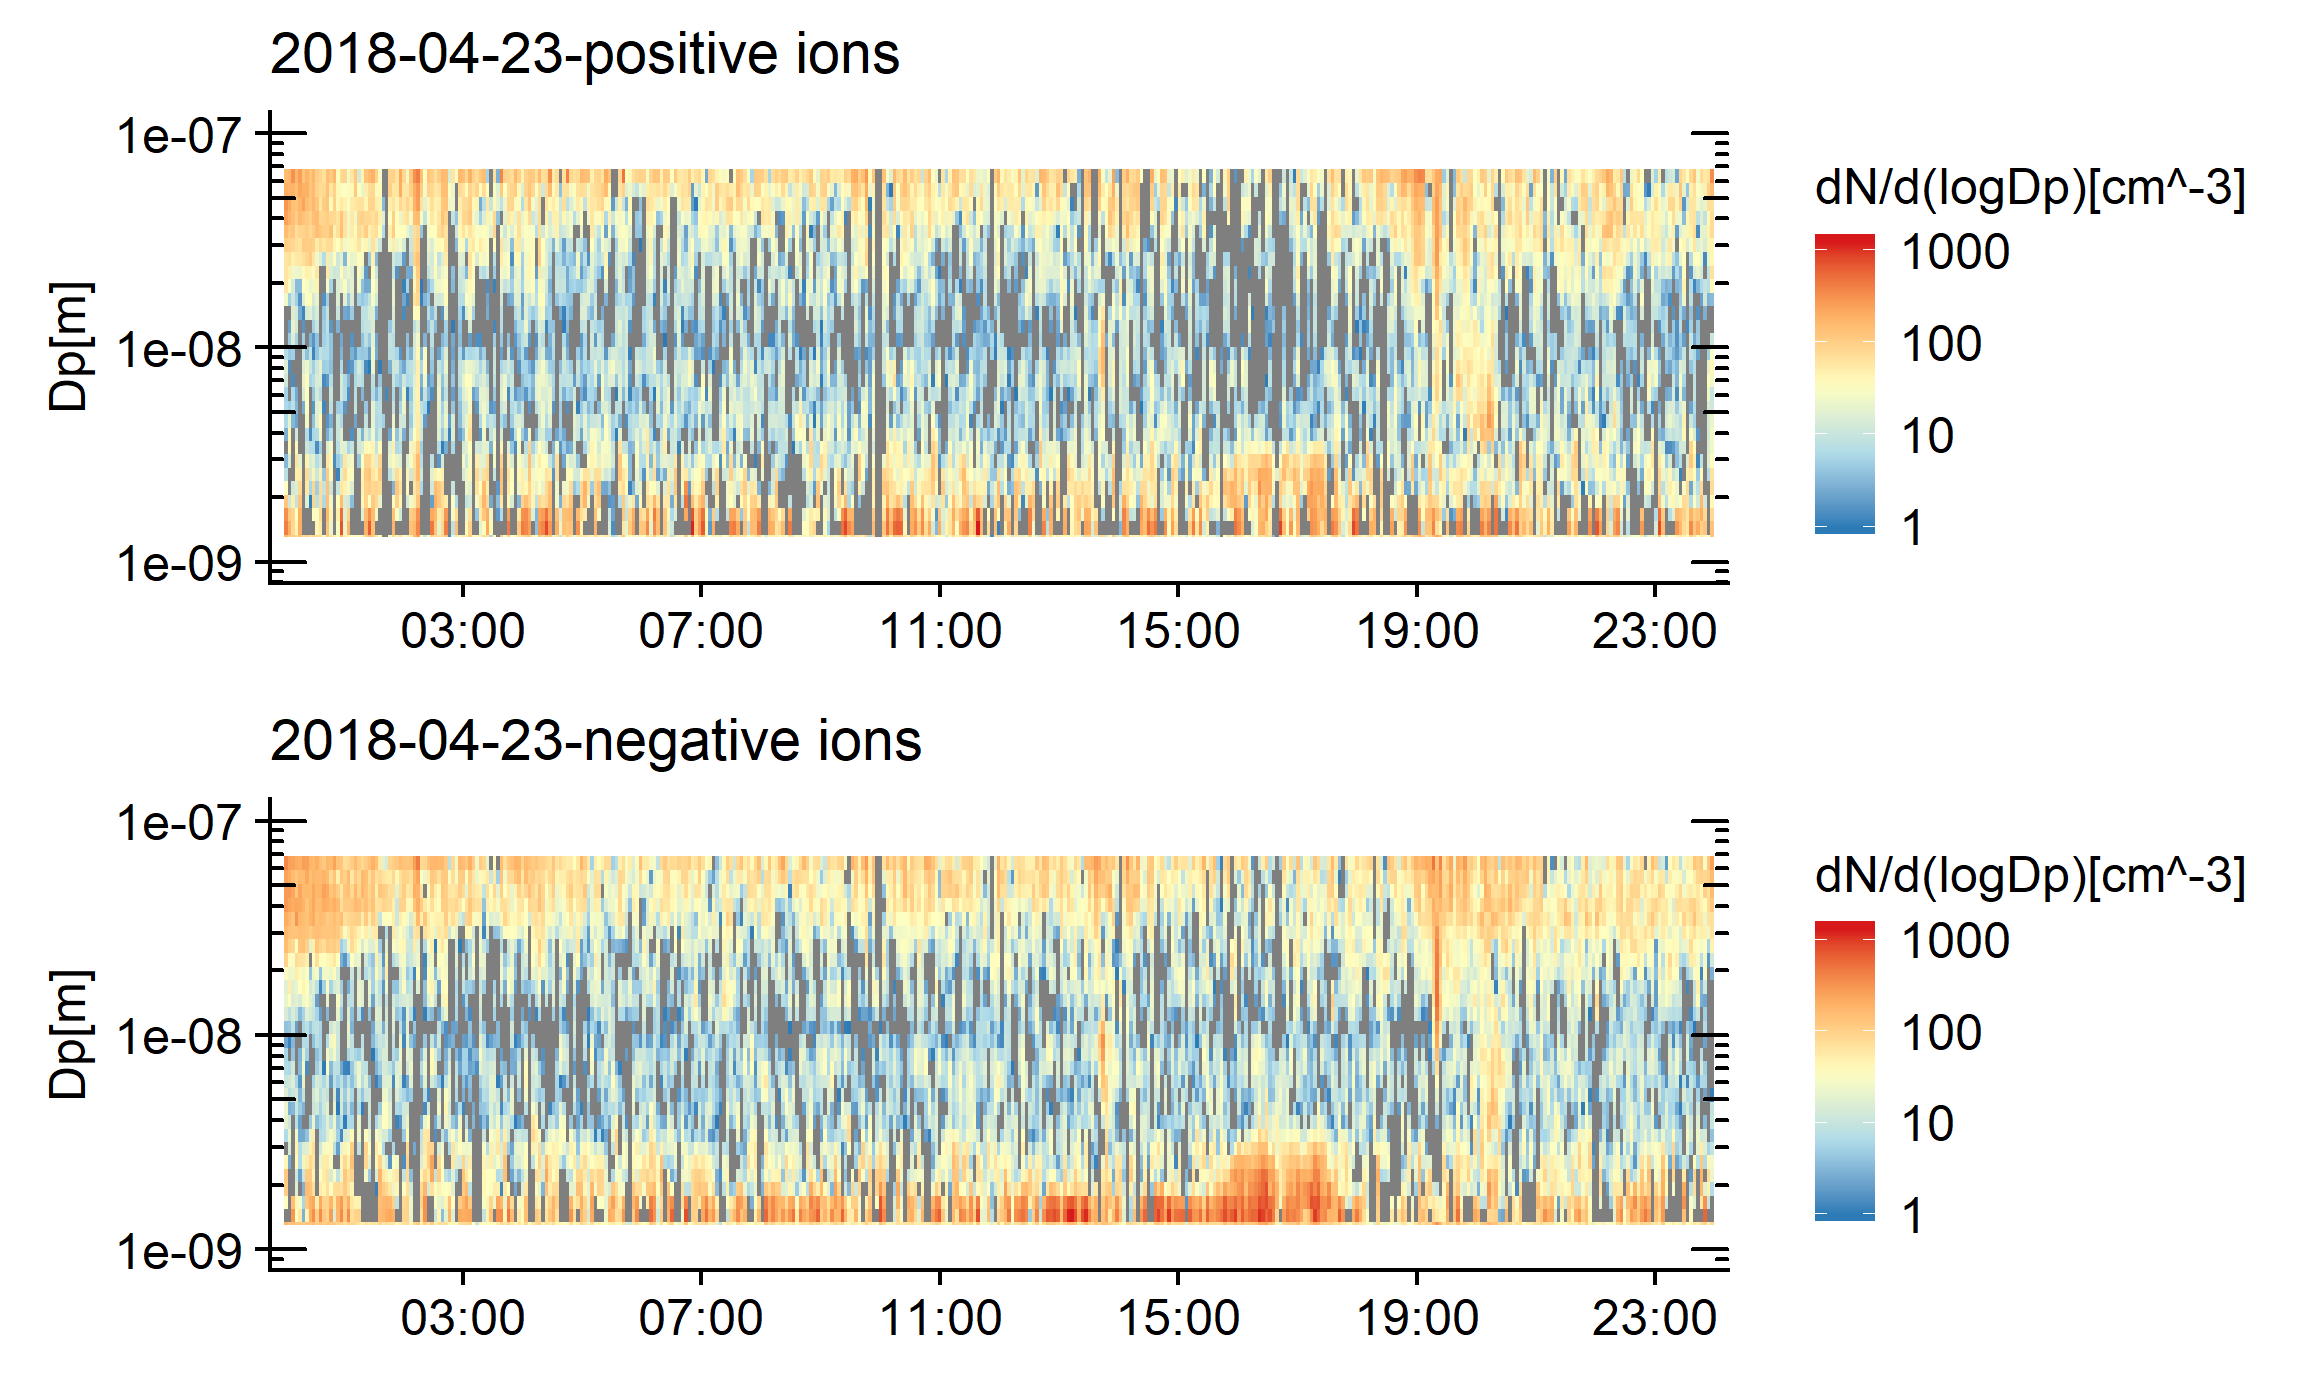 2018-04-23-positive ions
1e-07
1e-08
1e-09
Dp[m]
03:00 07:00 11:00 15:00 19:00 23:00
dN/d(logDp)[cm^-3]
1000
100
10
1
2018-04-23-negative ions
1e-07
1e-08
1e-09
Dp[m]
03:00 07:00 11:00 15:00 19:00 23:00
dN/d(logDp)[cm^-3]
1000
100
10
1